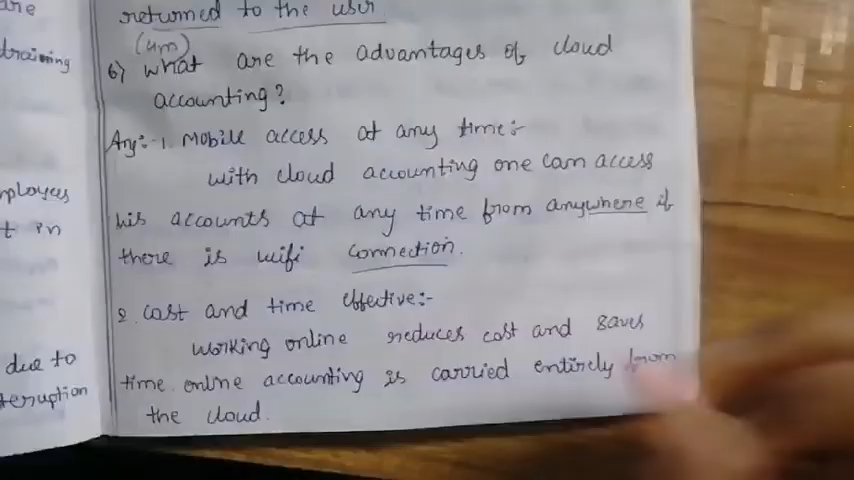 are
training
mployees
t in
due to
teruption
returned to the user
(4m)
6) what are the advantages of cloud
accounting?
Ans:- 1. Mobile access at any time:-
with cloud accounting one can access
his accounts at any time from anywhere if
there is wifi connection.
2. cost and time effective:-
working online reduces cost and saves
time. online accounting is carried entirely from
the cloud.